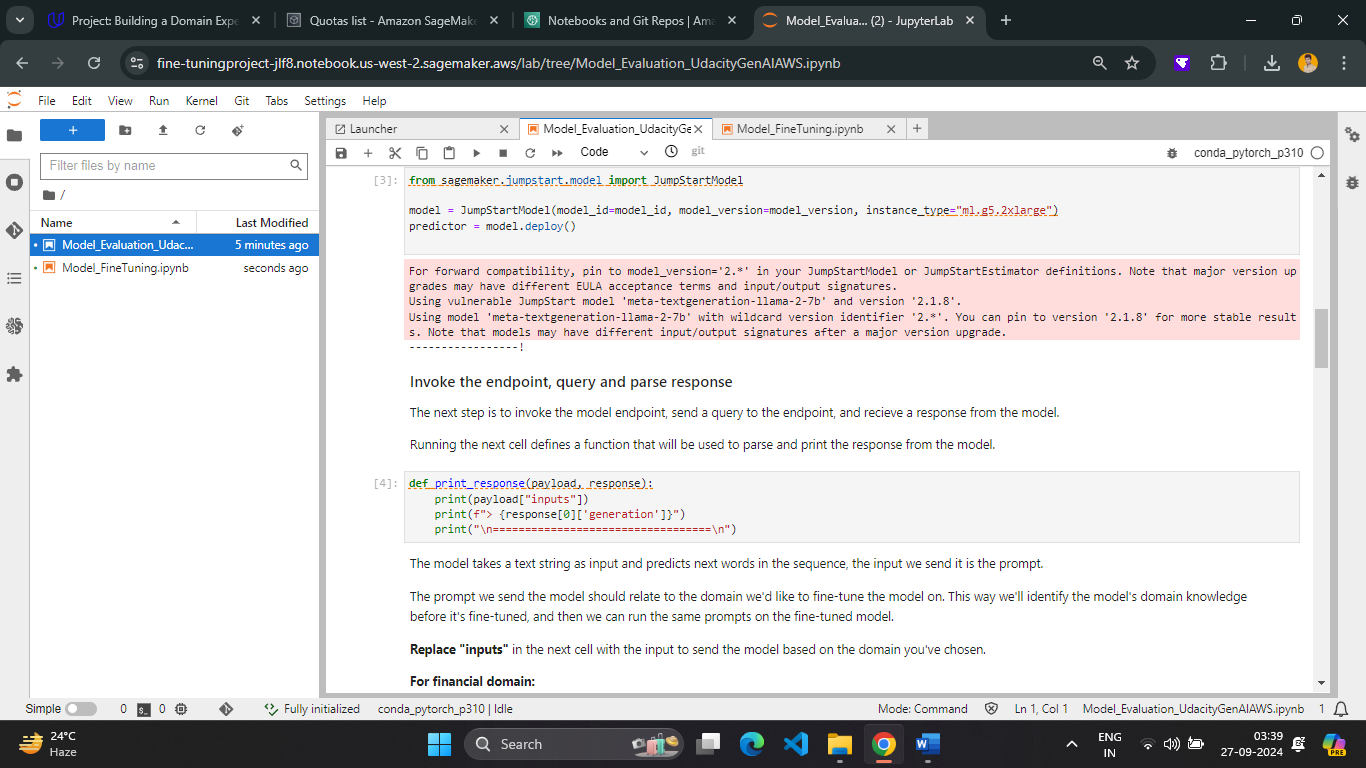 Project: Building a Domain Expe
Quotas list - Amazon SageMake
Notebooks and Git Repos | Ama
Model_Evalua... (2) - JupyterLab
fine-tuningproject-jlf8.notebook.us-west-2.sagemaker.aws/lab/tree/Model_Evaluation_UdacityGenAIAWS.ipynb
File Edit View Run Kernel Git Tabs Settings Help
Launcher
Model_Evaluation_UdacityGe
Model_FineTuning.ipynb
Code
git
conda_pytorch_p310
Filter files by name
/
Name Last Modified
Model_Evaluation_Udac... 5 minutes ago
Model_FineTuning.ipynb seconds ago
[3]: from sagemaker.jumpstart.model import JumpStartModel
model = JumpStartModel(model_id=model_id, model_version=model_version, instance_type="ml.g5.2xlarge")
predictor = model.deploy()
For forward compatibility, pin to model_version='2.*' in your JumpStartModel or JumpStartEstimator definitions. Note that major version up
grades may have different EULA acceptance terms and input/output signatures.
Using vulnerable JumpStart model 'meta-textgeneration-llama-2-7b' and version '2.1.8'.
Using model 'meta-textgeneration-llama-2-7b' with wildcard version identifier '2.*'. You can pin to version '2.1.8' for more stable result
s. Note that models may have different input/output signatures after a major version upgrade.
-----------------!
Invoke the endpoint, query and parse response
The next step is to invoke the model endpoint, send a query to the endpoint, and recieve a response from the model.
Running the next cell defines a function that will be used to parse and print the response from the model.
[4]: def print_response(payload, response):
print(payload["inputs"])
print(f"> {response[0]['generation']}")
print("\n==================================\n")
The model takes a text string as input and predicts next words in the sequence, the input we send it is the prompt.
The prompt we send the model should relate to the domain we'd like to fine-tune the model on. This way we'll identify the model's domain knowledge
before it's fine-tuned, and then we can run the same prompts on the fine-tuned model.
Replace "inputs" in the next cell with the input to send the model based on the domain you've chosen.
For financial domain:
Simple 0 0 Fully initialized conda_pytorch_p310 | Idle Mode: Command Ln 1, Col 1 Model_Evaluation_UdacityGenAIAWS.ipynb 1
24°C
Haze
Search
ENG
IN
03:39
27-09-2024
PRE